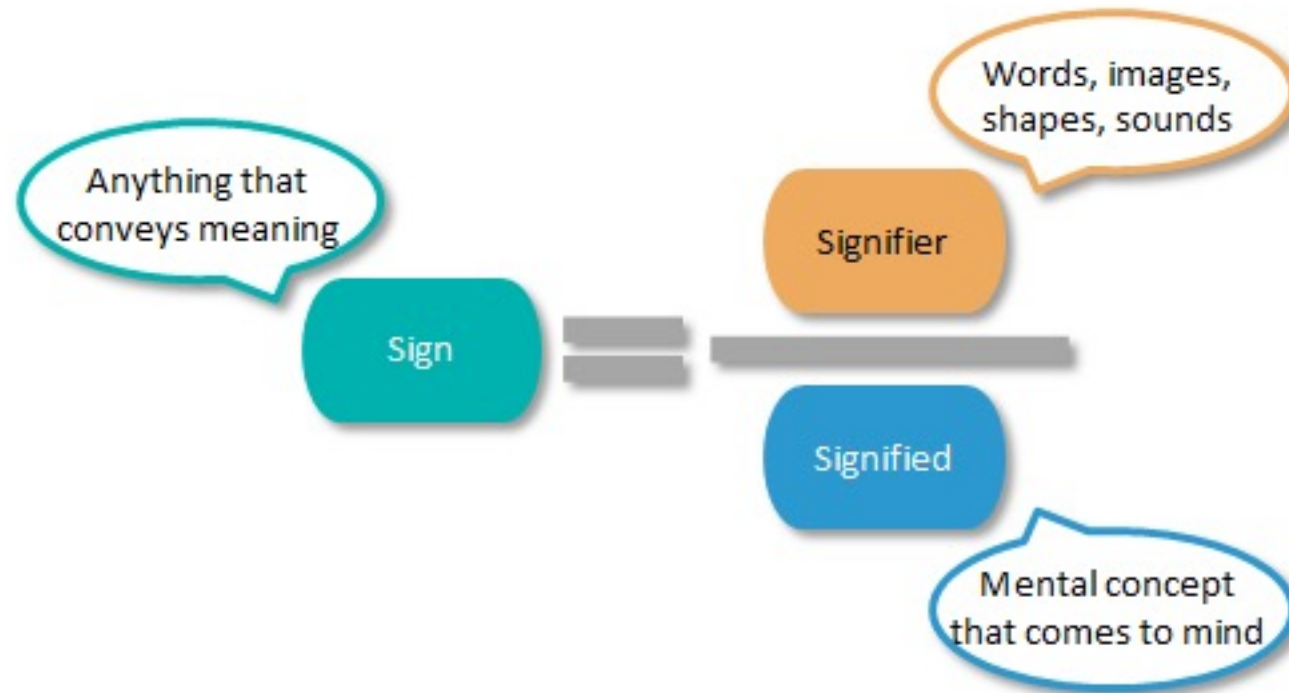 Words, images,
shapes, sounds
Anything that
conveys meaning
Signifier
Sign
Signified
Mental concept
that comes to mind